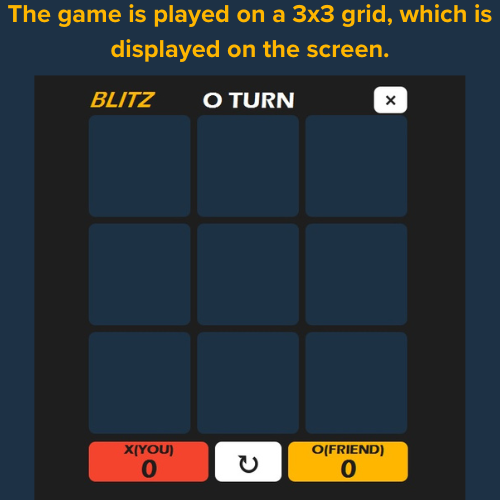 The game is played on a 3x3 grid, which is
displayed on the screen.
BLITZ O TURN ×
X(YOU) O(FRIEND)
0 ↻ 0